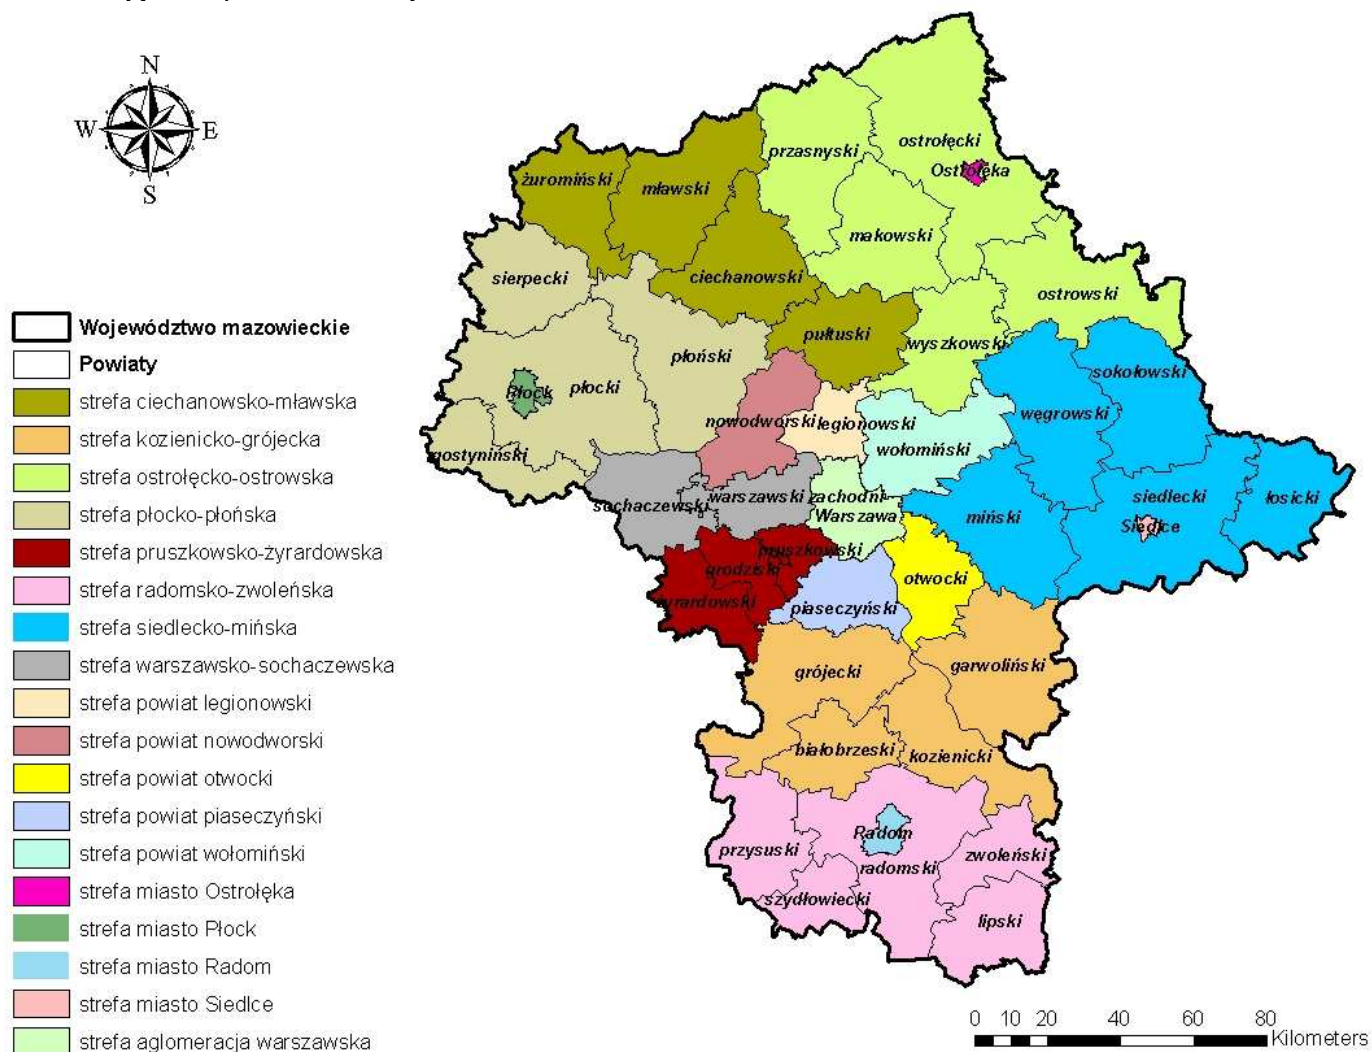 N
W E
S
ostrołęcki
przasnyski
Ostrołęka
żuromiński
mławski
makowski
sierpecki
ciechanowski
ostrowski
Województwo mazowieckie
pułtuski
wyszkowski
płoński
sokołowski
Powiaty
płocki
Płock
węgrowski
strefa ciechanowsko-mławska
nowodworski
legionowski
strefa kozienicko-grójecka
wołomiński
gostyniński
strefa ostrołęcko-ostrowska
warszawski
zachodni
siedlecki
łosicki
sochaczewski
Warszawa
miński
Siedlce
strefa płocko-płońska
strefa pruszkowsko-żyrardowska
pruszkowski
grodziski
otwocki
strefa radomsko-zwoleńska
żyrardowski
piaseczyński
strefa siedlecko-mińska
strefa warszawsko-sochaczewska
grójecki
garwoliński
strefa powiat legionowski
strefa powiat nowodworski
białobrzeski
kozienicki
strefa powiat otwocki
strefa powiat piaseczyński
Radom
strefa powiat wołomiński
przysuski
zwoleński
radomski
strefa miasto Ostrołęka
szydłowiecki
strefa miasto Płock
lipski
strefa miasto Radom
strefa miasto Siedlce
strefa aglomeracja warszawska
0 10 20 40 60 80
Kilometers